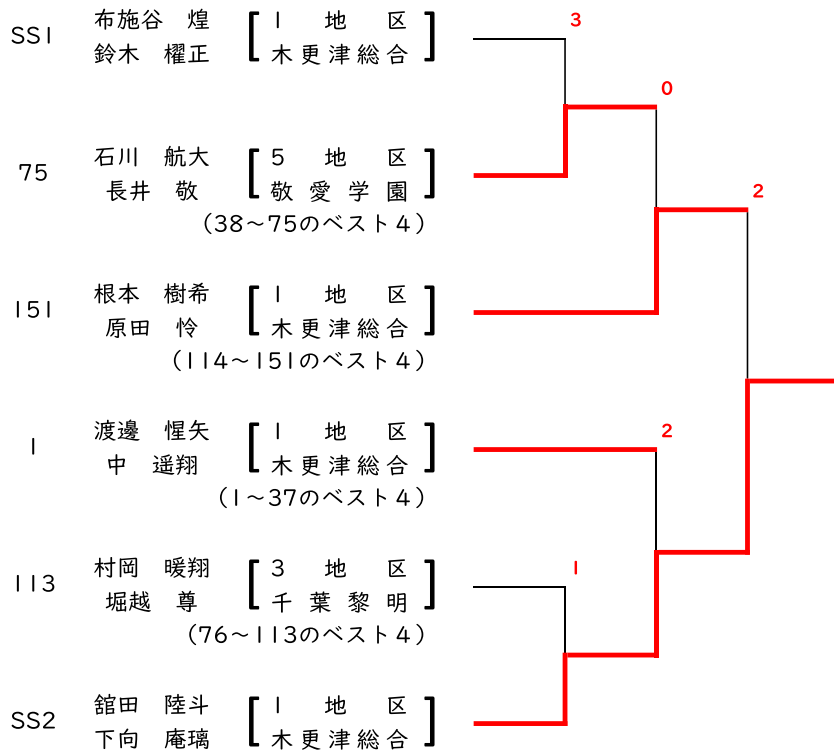 布施谷 煌 [1 地 区]
SS1
鈴木 櫂正 [木更津総合]
3
0
石川 航大 [5 地 区]
75
長井 敬 [敬 愛 学 園]
(38～75のベスト4)
2
根本 樹希 [1 地 区]
151
原田 怜 [木更津総合]
(114～151のベスト4)
渡邊 惺矢 [1 地 区]
1
中 遥翔 [木更津総合]
(1～37のベスト4)
2
村岡 暖翔 [3 地 区]
113
堀越 尊 [千 葉 黎 明]
(76～113のベスト4)
1
舘田 陸斗 [1 地 区]
SS2
下向 庵璃 [木更津総合]